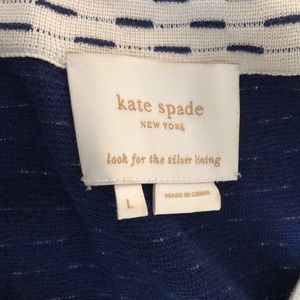 kate spade
NEW YORK
look for the silver lining
L
MADE IN CHINA